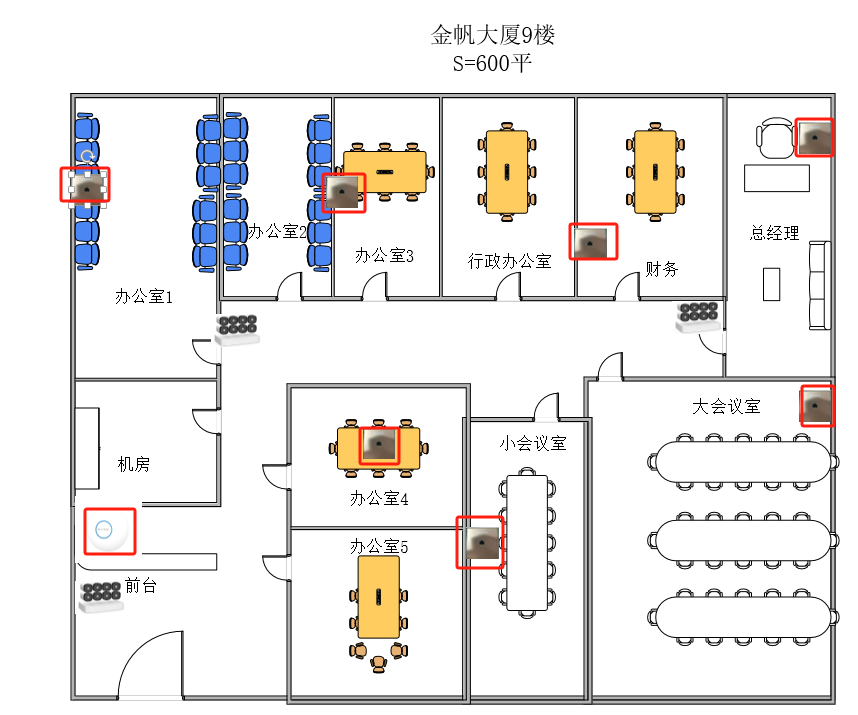 金帆大厦9楼
S=600平
办公室1
办公室2
办公室3
行政办公室
财务
总经理
机房
办公室4
小会议室
大会议室
办公室5
前台